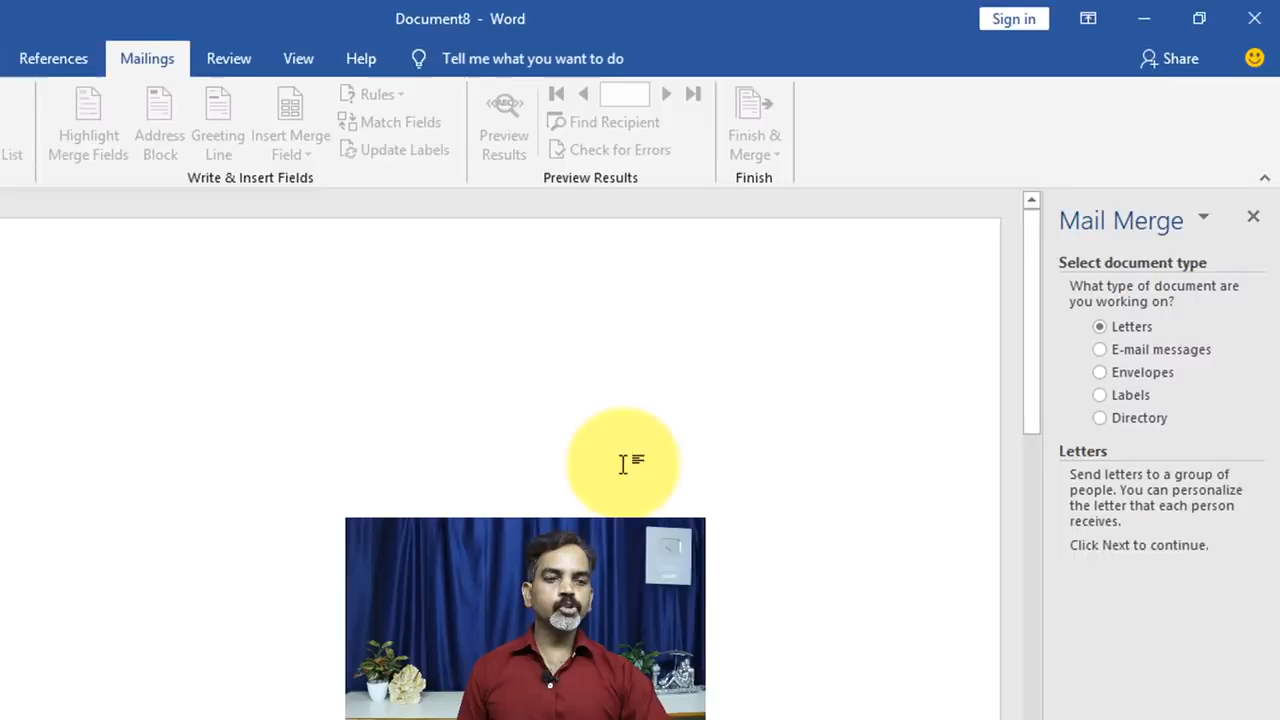 Document8 - Word
Sign in
References Mailings Review View Help Tell me what you want to do Share
List
Highlight Merge Fields
Address Block
Greeting Line
Insert Merge Field
Rules
Match Fields
Update Labels
Write & Insert Fields
ABC
Preview Results
Find Recipient
Check for Errors
Preview Results
Finish & Merge
Finish
Mail Merge
Select document type
What type of document are
you working on?
Letters
E-mail messages
Envelopes
Labels
Directory
Letters
Send letters to a group of
people. You can personalize
the letter that each person
receives.
Click Next to continue.